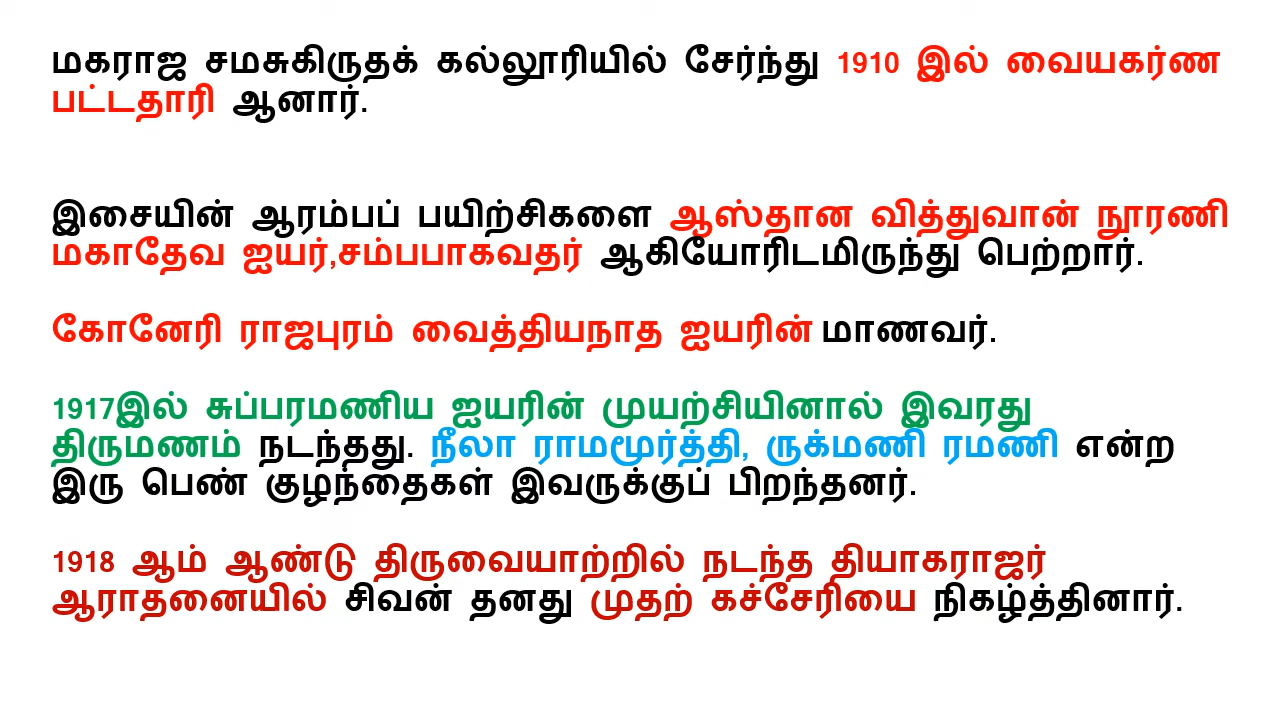 மகராஜ சமசுகிருதக் கல்லூரியில் சேர்ந்து 1910 இல் வையகர்ண
பட்டதாரி ஆனார்.
இசையின் ஆரம்பப் பயிற்சிகளை ஆஸ்தான வித்துவான் நூரணி
மகாதேவ ஐயர்,சம்பபாகவதர் ஆகியோரிடமிருந்து பெற்றார்.
கோனேரி ராஜபுரம் வைத்தியநாத ஐயரின் மாணவர்.
1917இல் சுப்பரமணிய ஐயரின் முயற்சியினால் இவரது
திருமணம் நடந்தது. நீலா ராமமூர்த்தி, ருக்மணி ரமணி என்ற
இரு பெண் குழந்தைகள் இவருக்குப் பிறந்தனர்.
1918 ஆம் ஆண்டு திருவையாற்றில் நடந்த தியாகராஜர்
ஆராதனையில் சிவன் தனது முதற் கச்சேரியை நிகழ்த்தினார்.